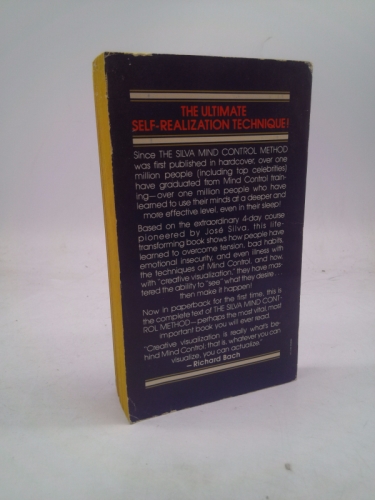 THE ULTIMATE
SELF-REALIZATION TECHNIQUE!
Since THE SILVA MIND CONTROL METHOD
was first published in hardcover, over one
million people (including top celebrities)
have graduated from Mind Control train-
ing—over one million people who have
learned to use their minds at a deeper and
more effective level, even in their sleep!
Based on the extraordinary 4-day course
pioneered by José Silva, this life-
transforming book shows how people have
learned to overcome tension, bad habits,
emotional insecurity, and even illness with
the techniques of Mind Control, and how,
with "creative visualization," they have mas-
tered the ability to "see" what they desire...
then make it happen!
Now in paperback for the first time, this is
the complete text of THE SILVA MIND CONT-
ROL METHOD—perhaps the most vital, most
important book you will ever read.
"Creative visualization is really what's be-
hind Mind Control, that is, whatever you can
visualize, you can actualize."
—Richard Bach